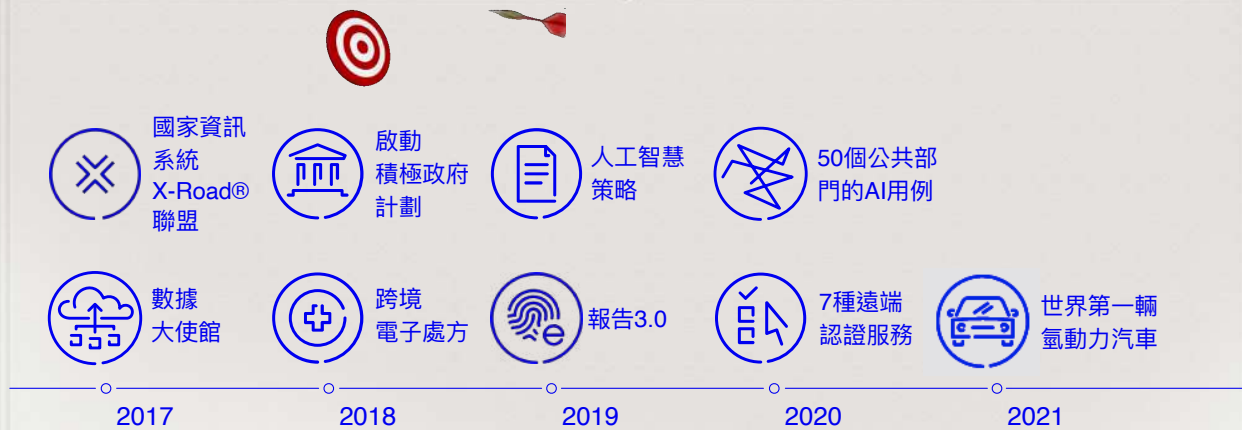 國家資訊
系統
X-Road®
聯盟
啟動
積極政府
計劃
人工智慧
策略
50個公共部
門的AI用例
數據
大使館
跨境
電子處方
e
報告3.0
7種遠端
認證服務
世界第一輛
氫動力汽車
2017
2018
2019
2020
2021